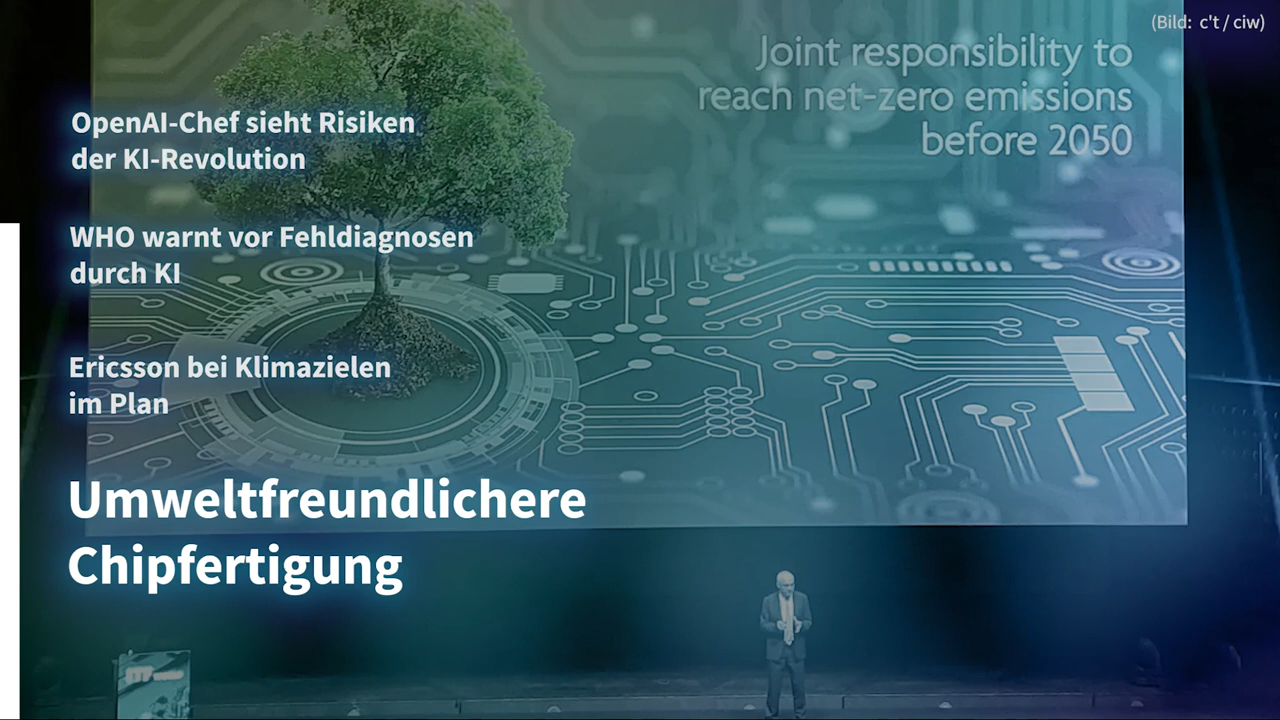 (Bild: c't / ciw)
Joint responsibility to
reach net-zero emissions
before 2050
OpenAI-Chef sieht Risiken
der KI-Revolution
WHO warnt vor Fehldiagnosen
durch KI
Ericsson bei Klimazielen
im Plan
Umweltfreundlichere
Chipfertigung